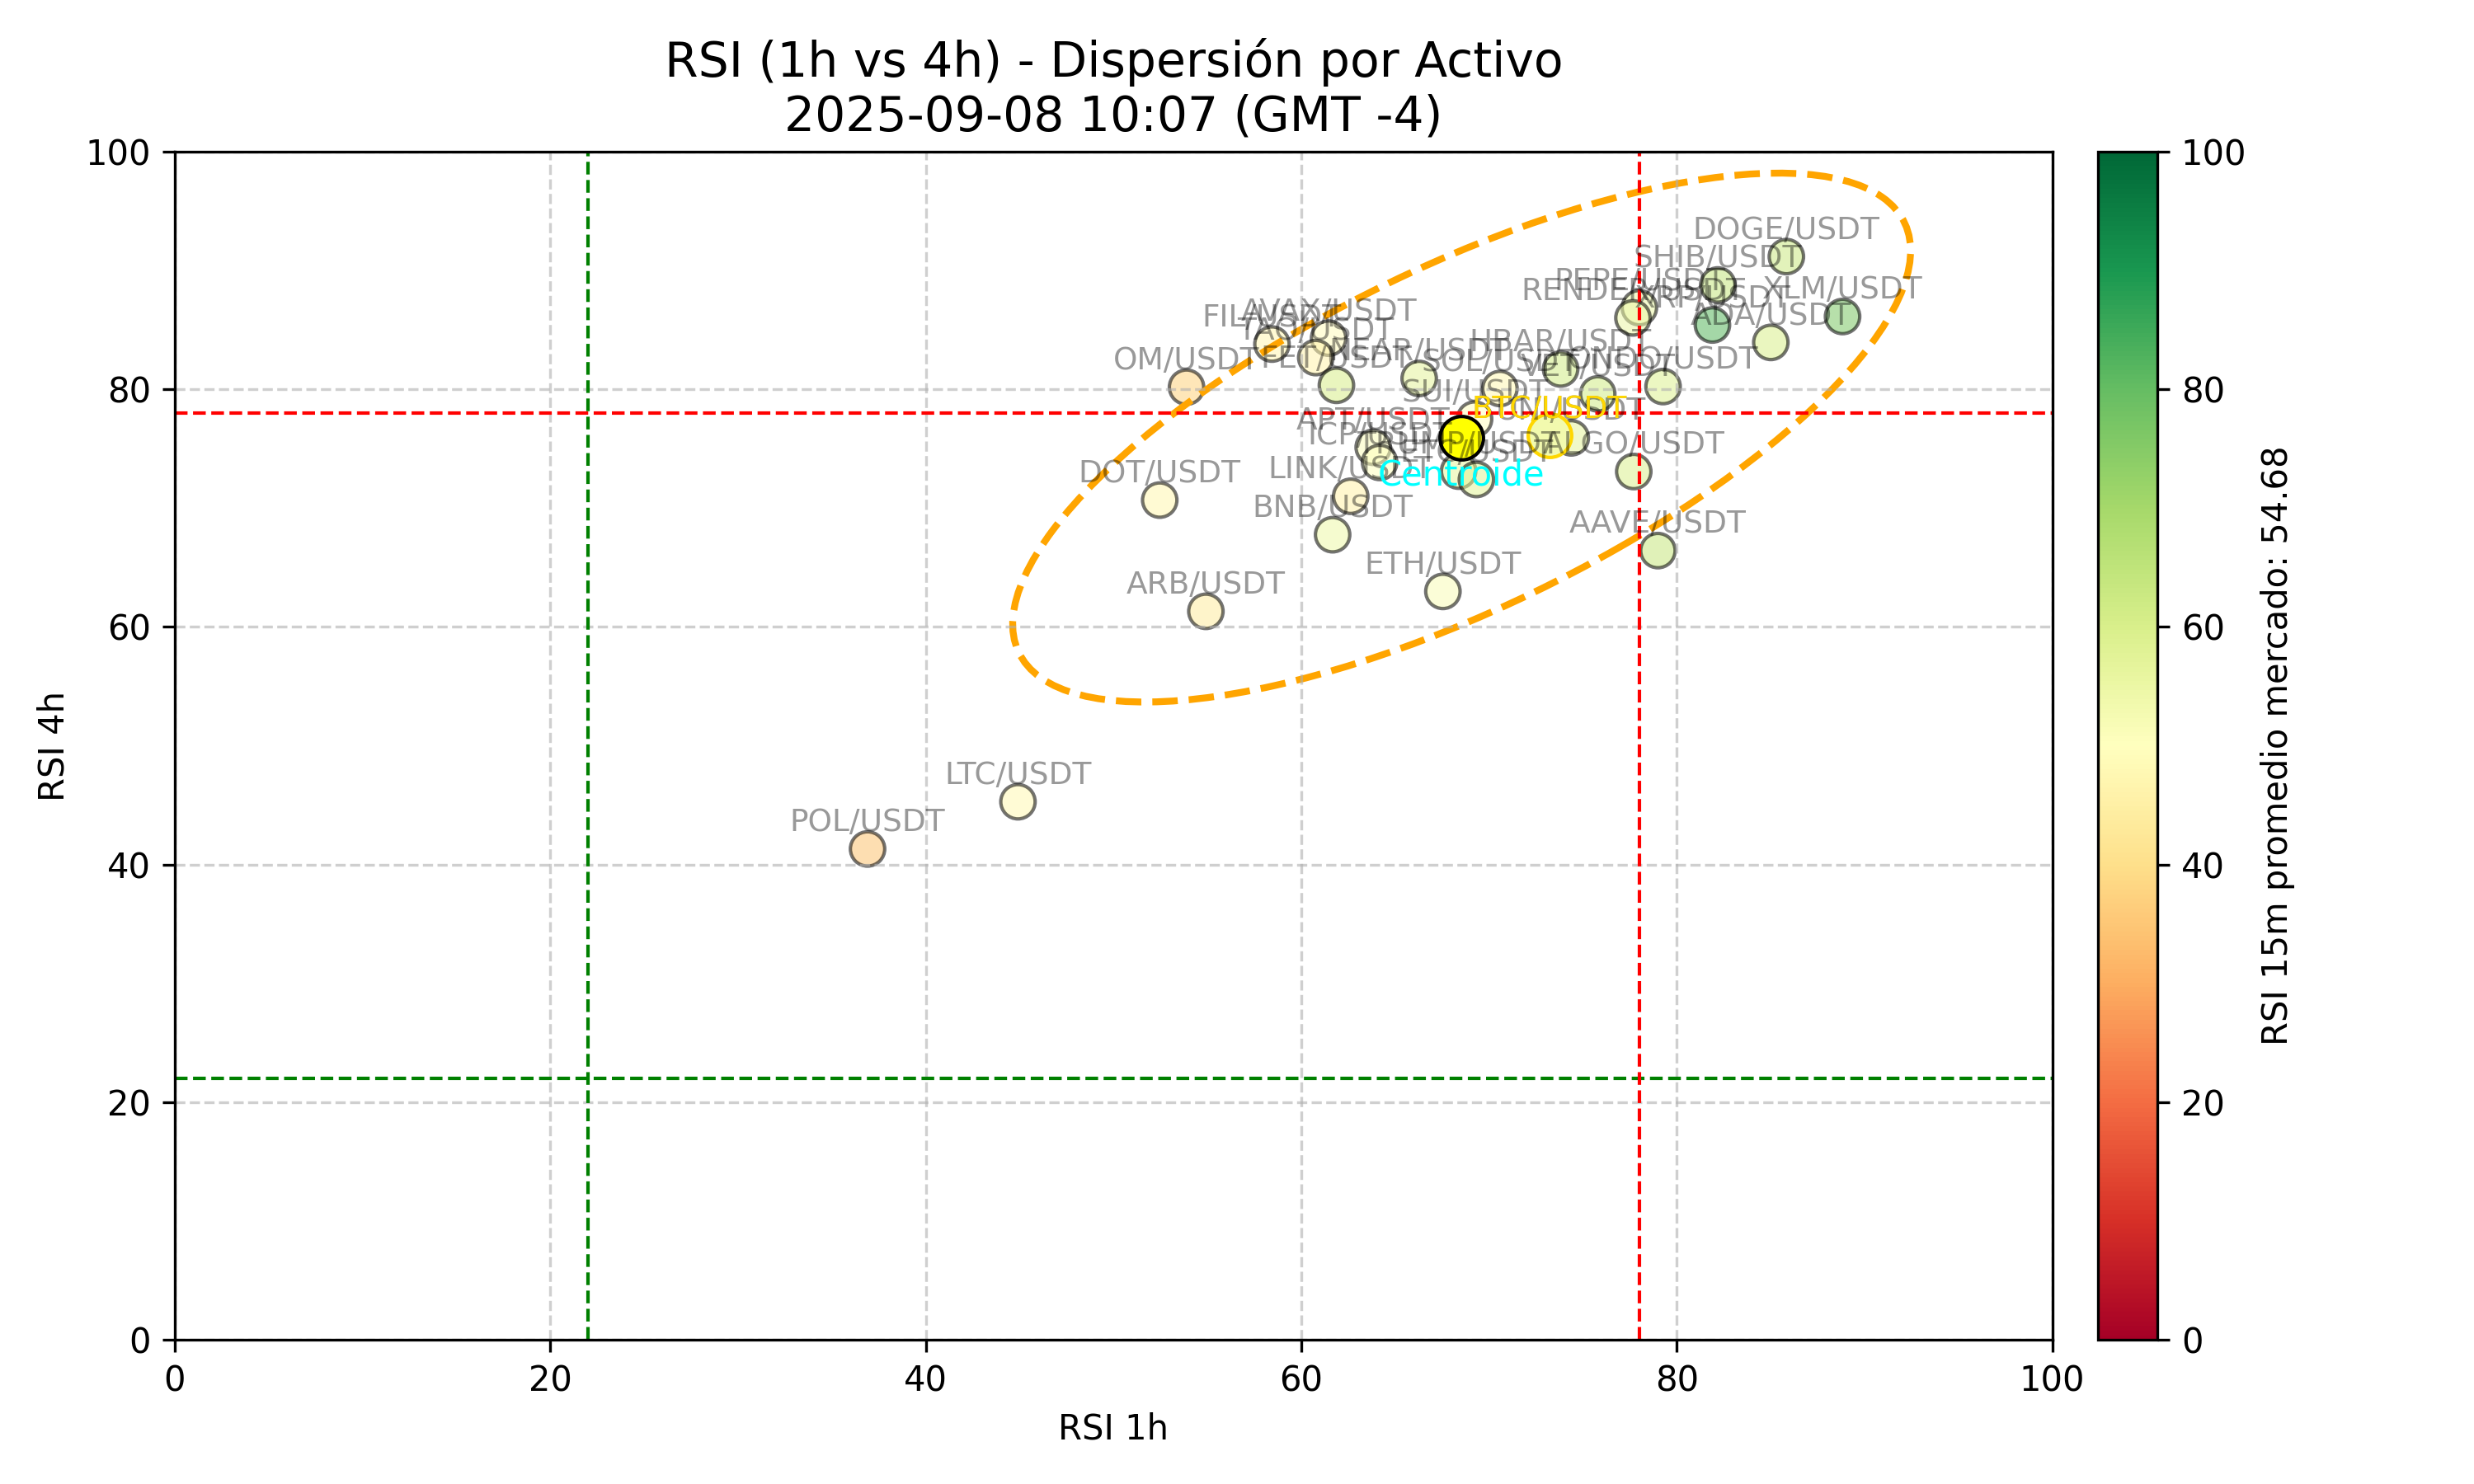 RSI (1h vs 4h) - Dispersión por Activo
2025-09-08 10:07 (GMT -4)
RSI 4h
100
80
60
40
20
0
0
20
40
60
80
100
RSI 1h
DOGE/USDT
SHIB/USDT
PEPE/USDT
XLM/USDT
ADA/USDT
AVAX/USDT
OM/USDT
HBAR/USDT
SOL/USDT
SUI/USDT
BTC/USDT
APT/USDT
ALGO/USDT
DOT/USDT
LINK/USDT
Centroide
BNB/USDT
AAVE/USDT
ETH/USDT
ARB/USDT
LTC/USDT
POL/USDT
100
80
60
40
20
0
RSI 15m promedio mercado: 54.68